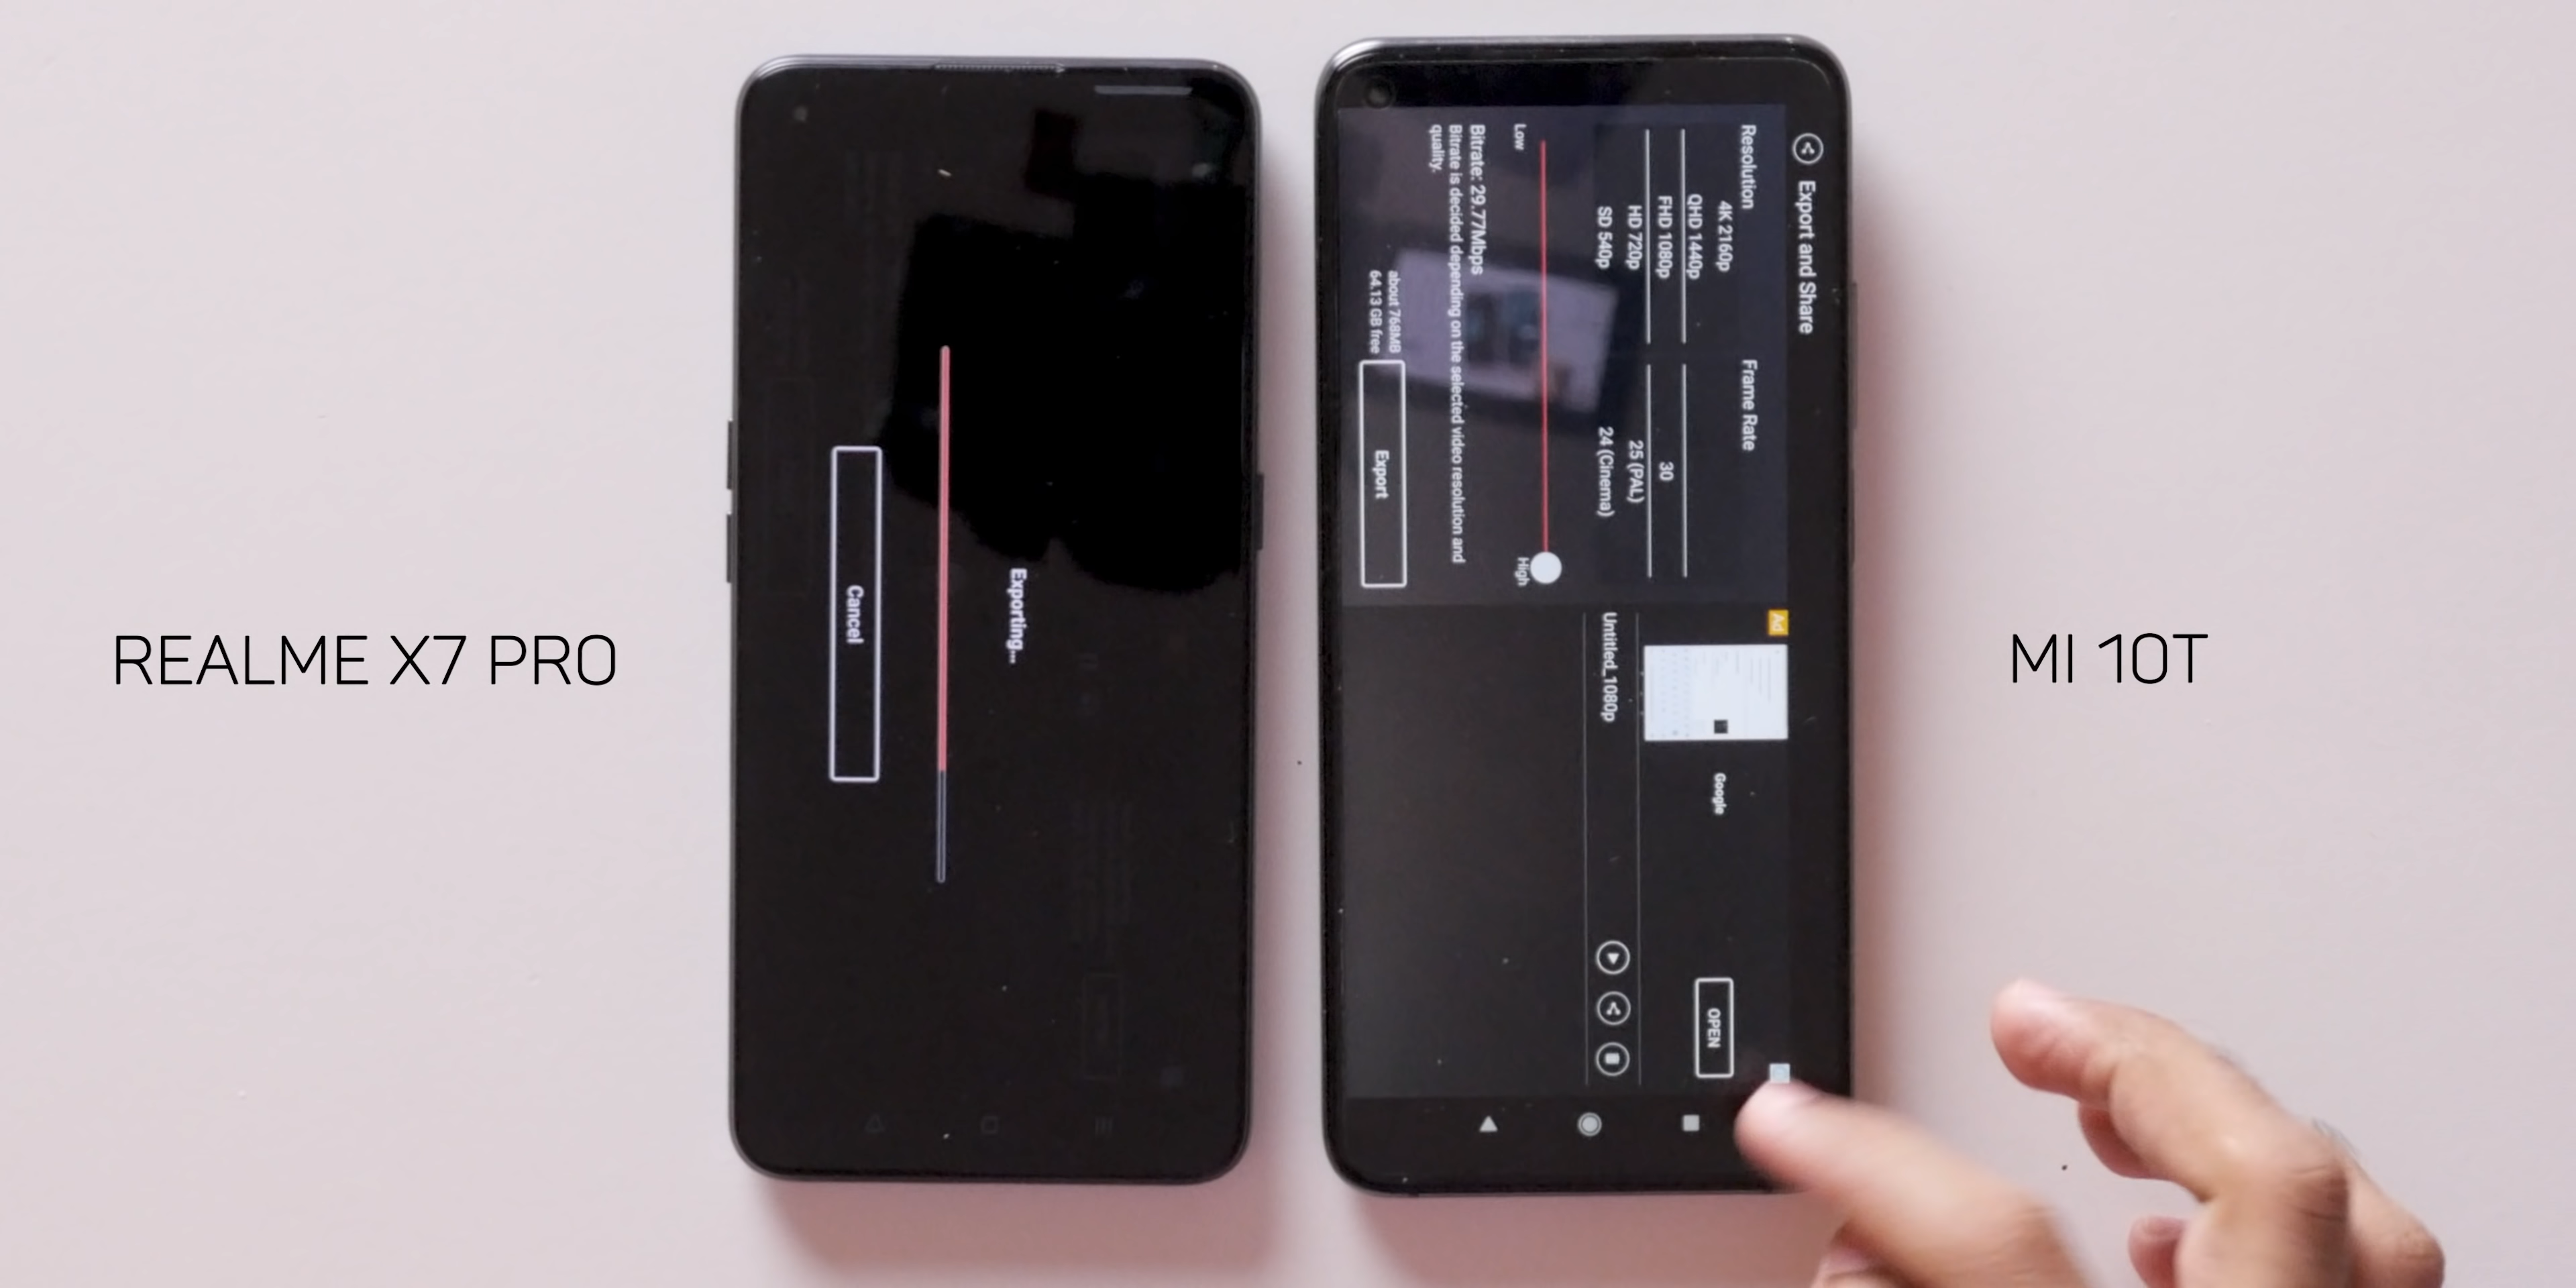 REALME X7 PRO
Exporting...
Cancel
Export and Share
Resolution
4K 2160p
QHD 1440p
FHD 1080p
HD 720p
SD 540p
Frame Rate
30
25 (PAL)
24 (Cinema)
Low
High
Bitrate: 29.77Mbps
Bitrate is decided depending on the selected video resolution and
quality.
about 768MB
64.13 GB free
Export
Ad
Google
OPEN
Untitled_1080p
MI 10T